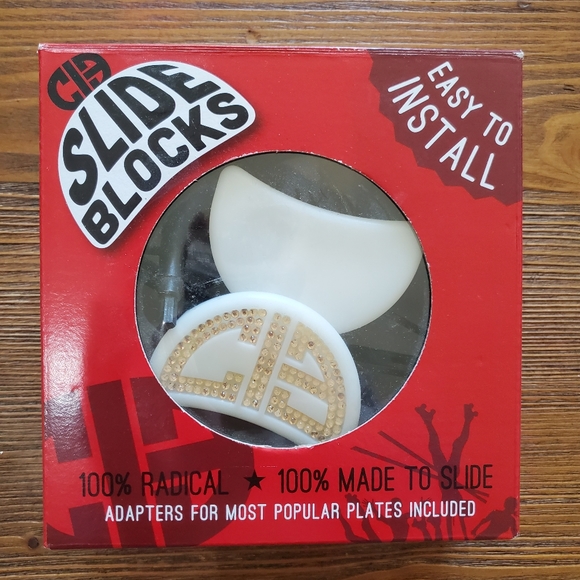 SLIDE
BLOCKS
EASY TO
INSTALL
100% RADICAL ★ 100% MADE TO SLIDE
ADAPTERS FOR MOST POPULAR PLATES INCLUDED